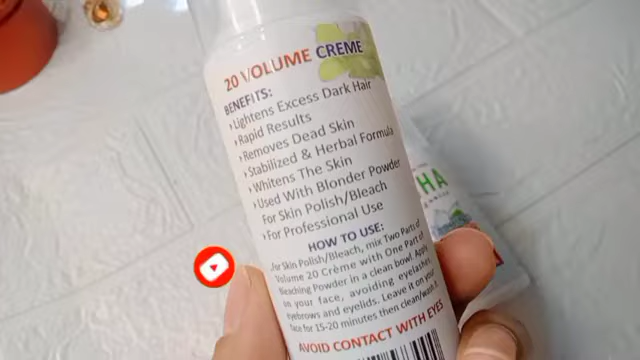 20 VOLUME CREME
BENEFITS:
›Lightens Excess Dark Hair
›Rapid Results
›Removes Dead Skin
›Stabilized & Herbal Formula
›Whitens The Skin
›Used With Blonder Powder
For Skin Polish/Bleach
›For Professional Use
HOW TO USE:
For Skin Polish/Bleach, mix Two Parts of
Volume 20 Crème with One Part of
Bleaching Powder in a clean bowl. Apply
on your face, avoiding eyelashes,
eyebrows and eyelids. Leave it on your
face for 15-20 minutes then clean/wash it.
AVOID CONTACT WITH EYES
HA